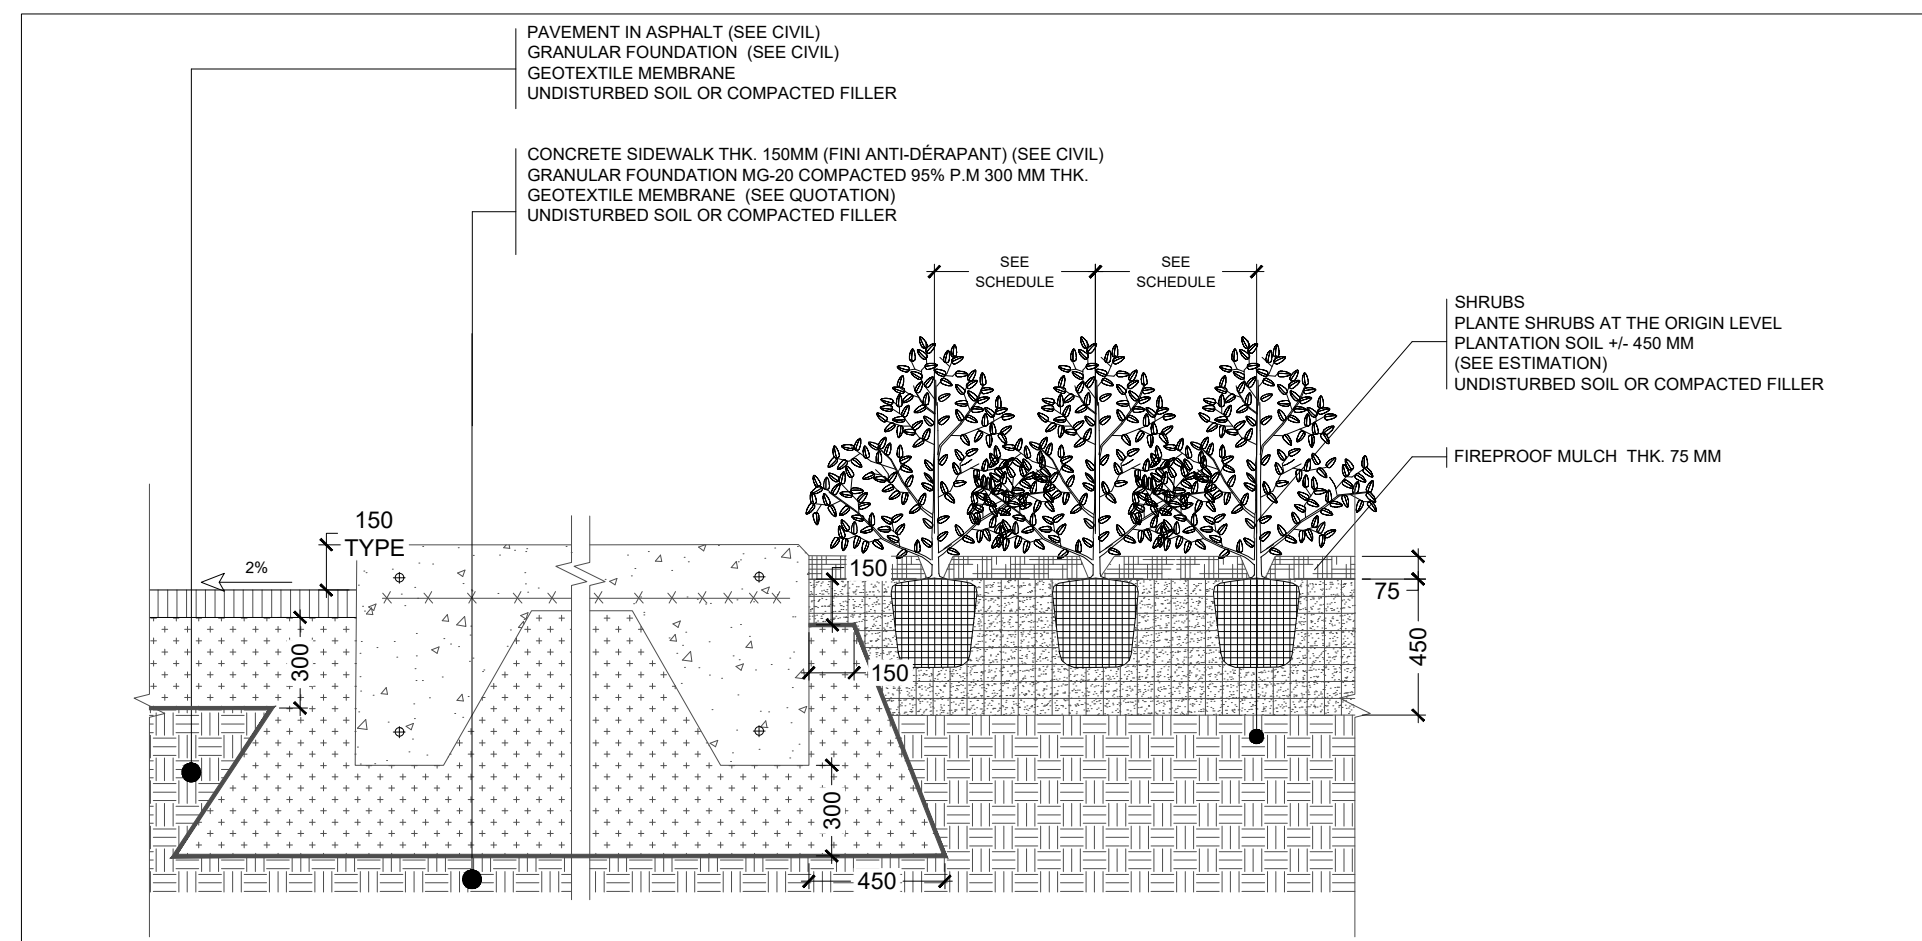 PAVEMENT IN ASPHALT (SEE CIVIL)
GRANULAR FOUNDATION (SEE CIVIL)
GEOTEXTILE MEMBRANE
UNDISTURBED SOIL OR COMPACTED FILLER
CONCRETE SIDEWALK THK. 150MM (FINI ANTI-DÉRAPANT) (SEE CIVIL)
GRANULAR FOUNDATION MG-20 COMPACTED 95% P.M 300 MM THK.
GEOTEXTILE MEMBRANE (SEE QUOTATION)
UNDISTURBED SOIL OR COMPACTED FILLER
SEE
SCHEDULE
SEE
SCHEDULE
SHRUBS
PLANTE SHRUBS AT THE ORIGIN LEVEL
PLANTATION SOIL +/- 450 MM
(SEE ESTIMATION)
UNDISTURBED SOIL OR COMPACTED FILLER
FIREPROOF MULCH THK. 75 MM
150
TYPE
2%
150
75
300
150
450
300
450